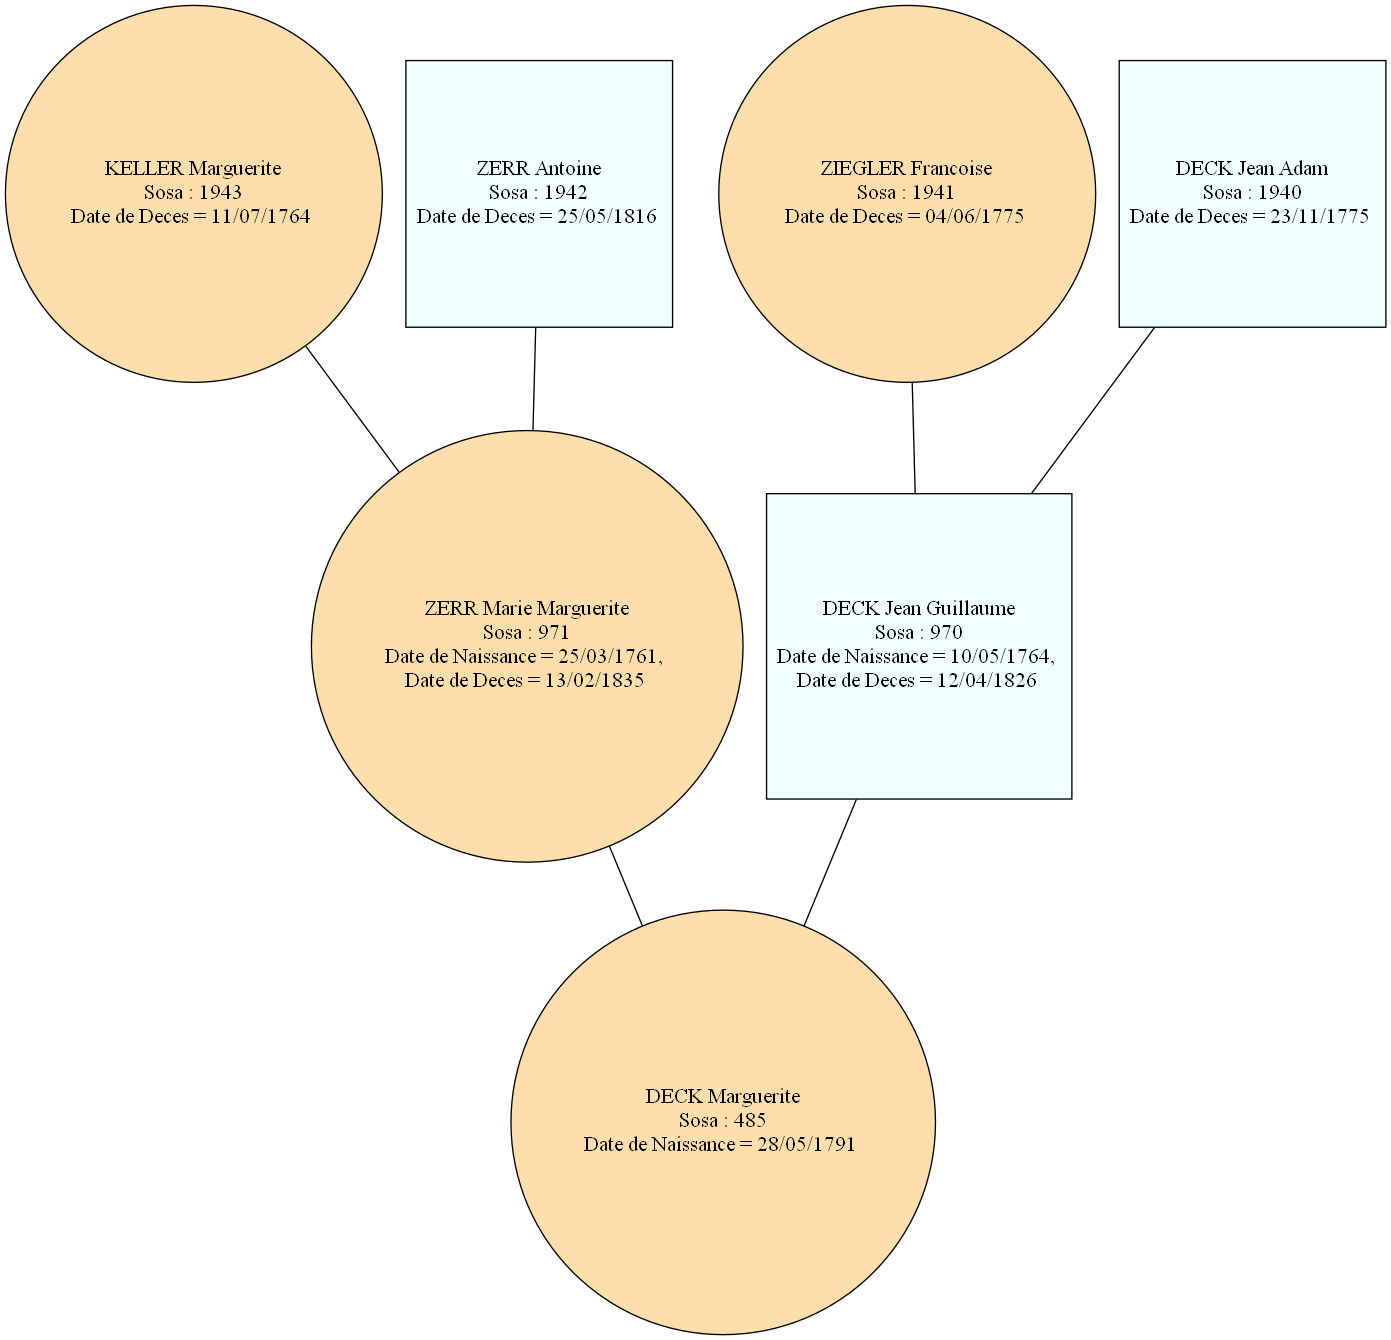 KELLER Marguerite
Sosa : 1943
Date de Deces = 11/07/1764
ZERR Antoine
Sosa : 1942
Date de Deces = 25/05/1816
ZIEGLER Francoise
Sosa : 1941
Date de Deces = 04/06/1775
DECK Jean Adam
Sosa : 1940
Date de Deces = 23/11/1775
ZERR Marie Marguerite
Sosa : 971
Date de Naissance = 25/03/1761,
Date de Deces = 13/02/1835
DECK Jean Guillaume
Sosa : 970
Date de Naissance = 10/05/1764,
Date de Deces = 12/04/1826
DECK Marguerite
Sosa : 485
Date de Naissance = 28/05/1791